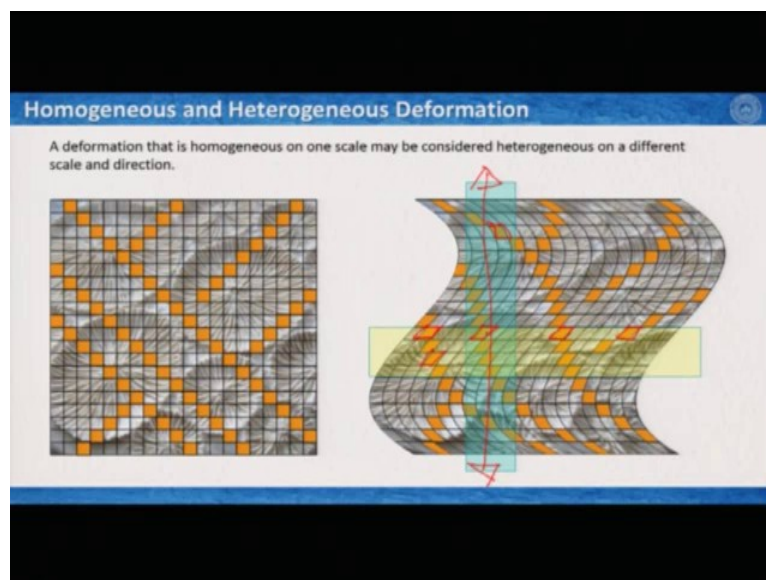 Homogeneous and Heterogeneous Deformation
A deformation that is homogeneous on one scale may be considered heterogeneous on a different
scale and direction.